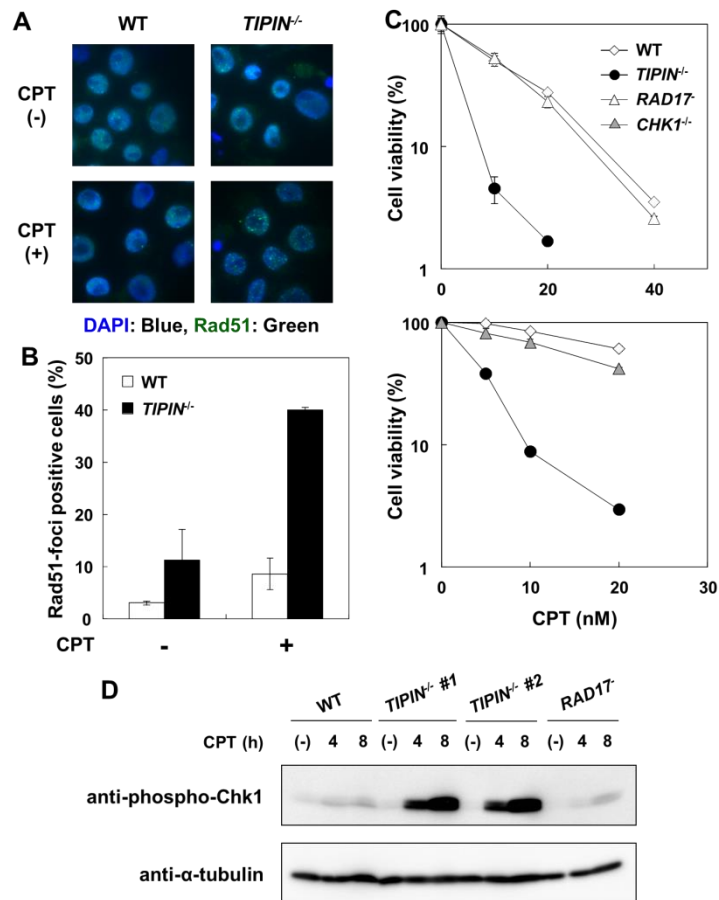 A
WT
TIPIN-/-
CPT
(-)
CPT
(+)
DAPI: Blue, Rad51: Green
B
Rad51-foci positive cells (%)
50
40
30
20
10
0
WT
TIPIN-/-
CPT
-
+
C
Cell viability (%)
100
10
1
0
20
40
WT
TIPIN-/-
RAD17-
CHK1-/-
Cell viability (%)
100
10
1
0
10
20
CPT (nM)
D
WT
TIPIN-/- #1
TIPIN-/- #2
RAD17-
CPT (h)
(-) 4 8 (-) 4 8 (-) 4 8 (-) 4 8
anti-phospho-Chk1
anti-α-tubulin